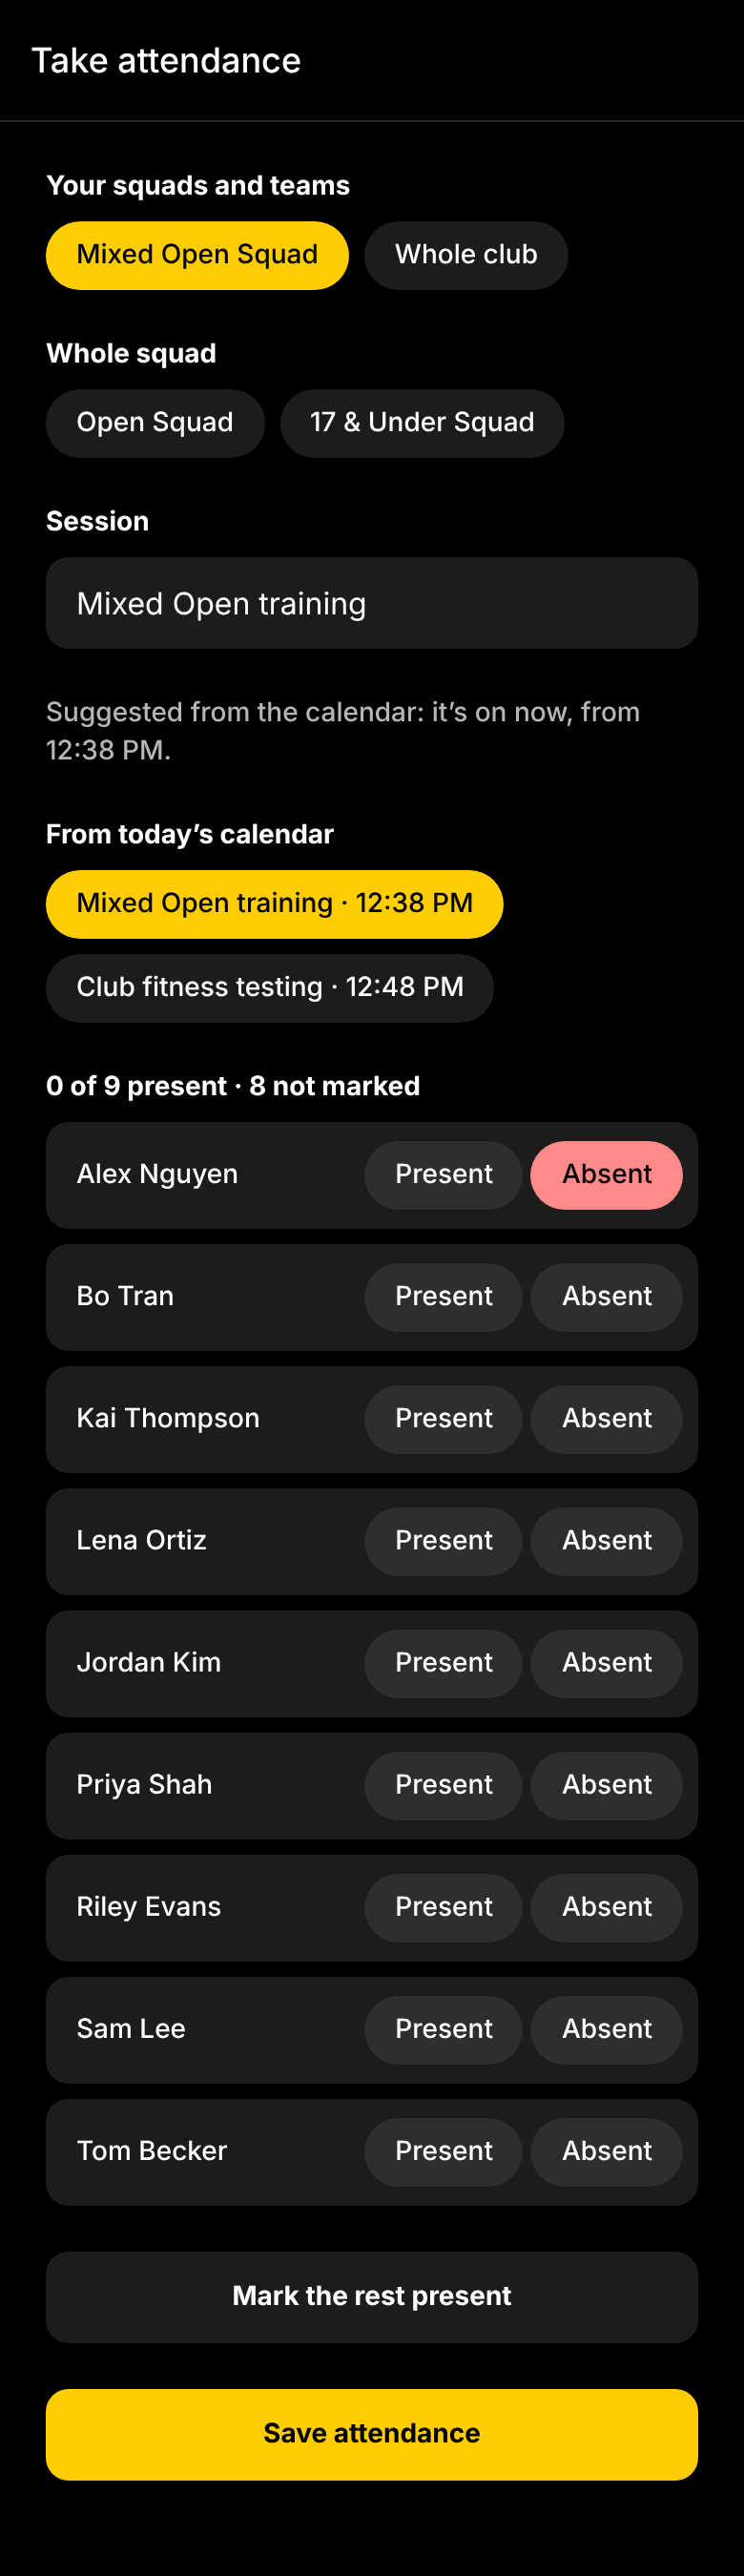 Take attendance
Your squads and teams
Mixed Open Squad Whole club
Whole squad
Open Squad 17 & Under Squad
Session
Mixed Open training
Suggested from the calendar: it’s on now, from
12:38 PM.
From today’s calendar
Mixed Open training · 12:38 PM
Club fitness testing · 12:48 PM
0 of 9 present · 8 not marked
Alex Nguyen Present Absent
Bo Tran Present Absent
Kai Thompson Present Absent
Lena Ortiz Present Absent
Jordan Kim Present Absent
Priya Shah Present Absent
Riley Evans Present Absent
Sam Lee Present Absent
Tom Becker Present Absent
Mark the rest present
Save attendance